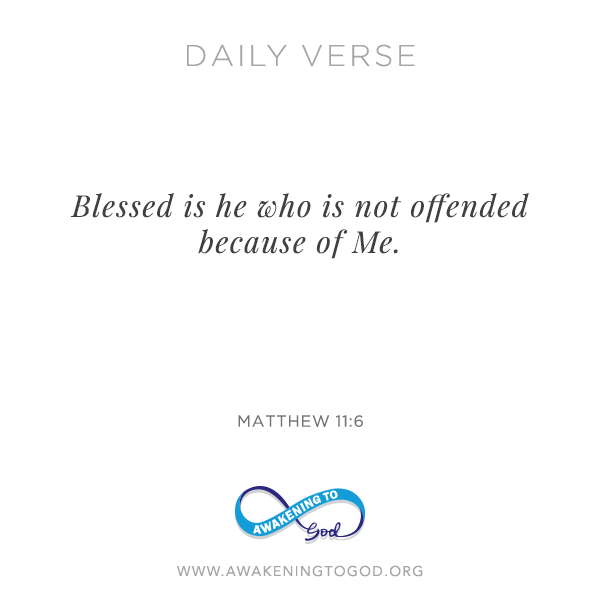 DAILY VERSE
Blessed is he who is not offended
because of Me.
MATTHEW 11:6
AWAKENING TO
God
WWW.AWAKENINGTOGOD.ORG